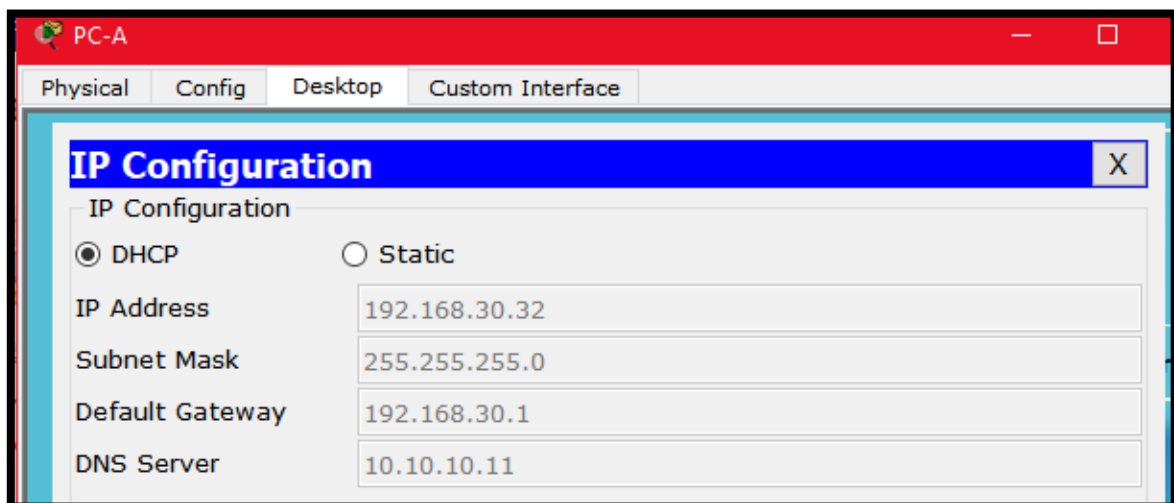 PC-A
Physical Config Desktop Custom Interface
IP Configuration X
IP Configuration
DHCP Static
IP Address 192.168.30.32
Subnet Mask 255.255.255.0
Default Gateway 192.168.30.1
DNS Server 10.10.10.11